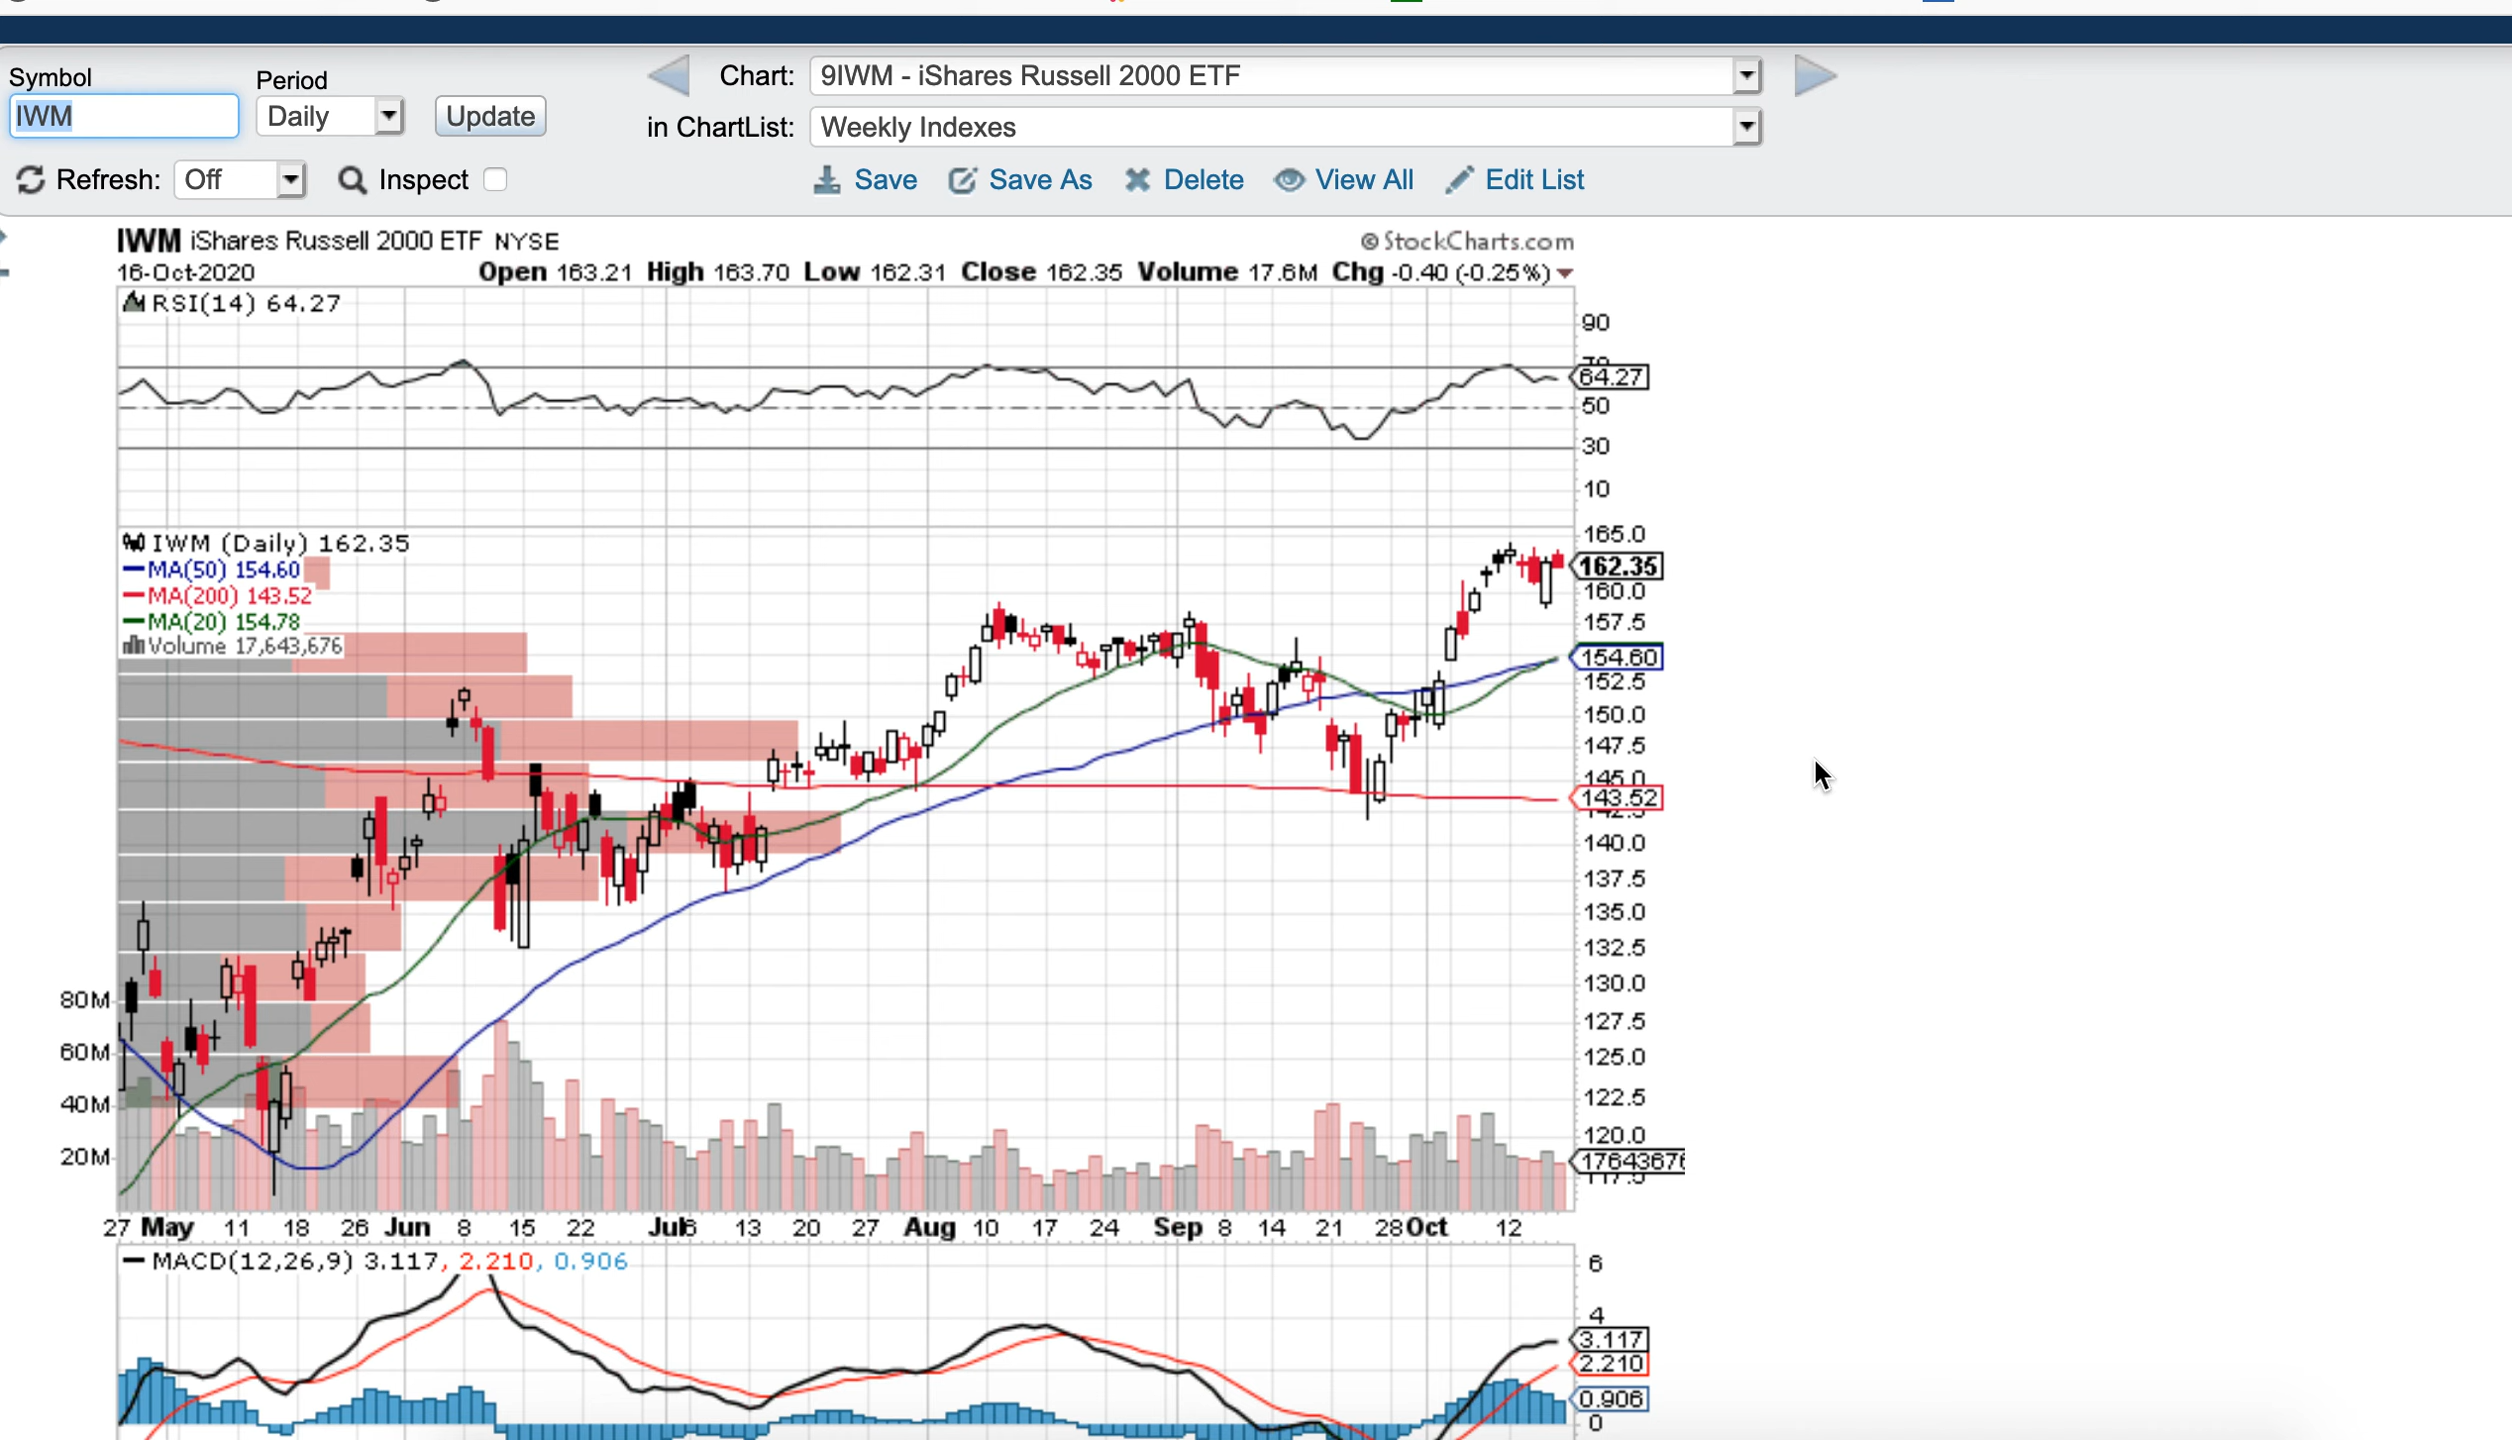 Symbol
Period
Chart: 9IWM - iShares Russell 2000 ETF
IWM
Daily
Update
in ChartList: Weekly Indexes
Refresh: Off
Inspect
Save
Save As
Delete
View All
Edit List
IWM iShares Russell 2000 ETF NYSE
© StockCharts.com
16-Oct-2020
Open 163.21 High 163.70 Low 162.31 Close 162.35 Volume 17.6M Chg -0.40 (-0.25%)
RSI(14) 64.27
90
70
64.27
50
30
10
IWM (Daily) 162.35
MA(50) 154.60
MA(200) 143.52
MA(20) 154.78
Volume 17,643,676
165.0
162.35
160.0
157.5
154.60
152.5
150.0
147.5
145.0
143.52
142.5
140.0
137.5
135.0
132.5
130.0
127.5
125.0
122.5
120.0
17643676
117.5
80M
60M
40M
20M
27 May 11 18 26 Jun 8 15 22 Jul 6 13 20 27 Aug 10 17 24 Sep 8 14 21 28 Oct 12
MACD(12,26,9) 3.117, 2.210, 0.906
6
4
3.117
2.210
0.906
0